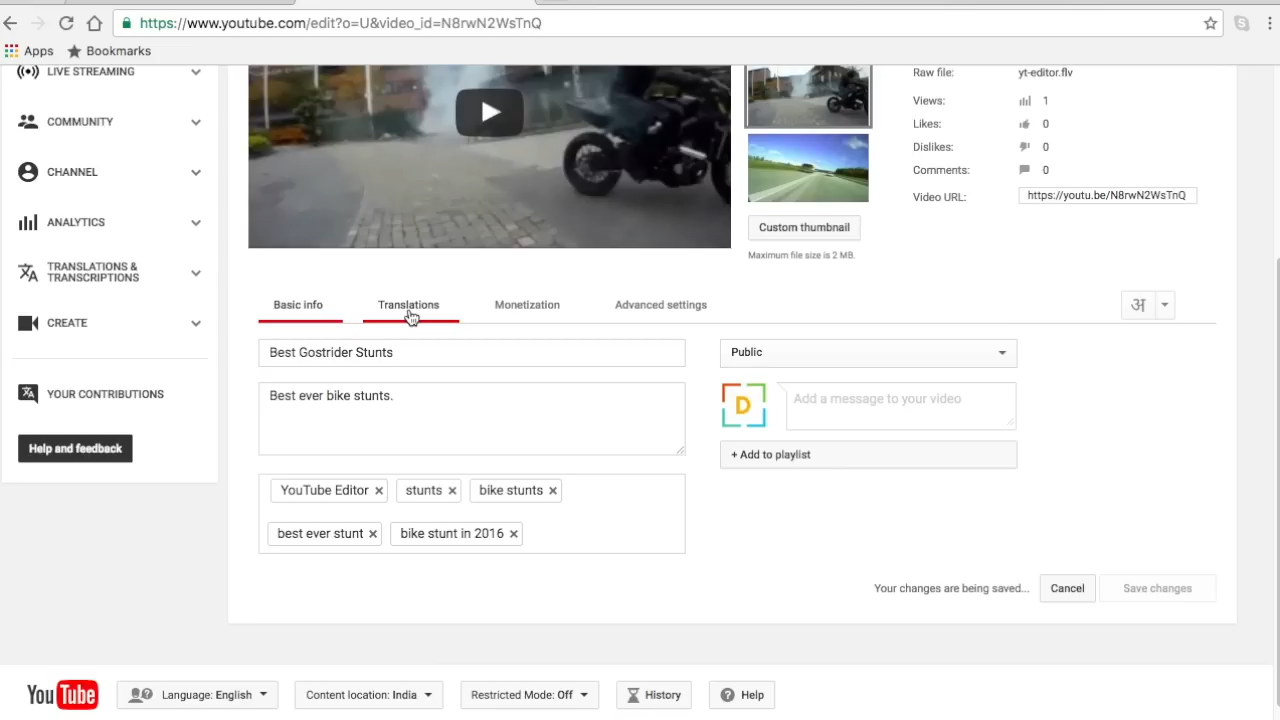 https://www.youtube.com/edit?o=U&video_id=N8rwN2WsTnQ
Apps
Bookmarks
LIVE STREAMING
COMMUNITY
CHANNEL
ANALYTICS
TRANSLATIONS &
TRANSCRIPTIONS
CREATE
YOUR CONTRIBUTIONS
Help and feedback
Raw file: yt-editor.flv
Views: 1
Likes: 0
Dislikes: 0
Comments: 0
Video URL: https://youtu.be/N8rwN2WsTnQ
Custom thumbnail
Maximum file size is 2 MB.
Basic info
Translations
Monetization
Advanced settings
अ
Best Gostrider Stunts
Best ever bike stunts.
YouTube Editor
stunts
bike stunts
best ever stunt
bike stunt in 2016
Public
D
Add a message to your video
+ Add to playlist
Your changes are being saved...
Cancel
Save changes
YouTube
Language: English
Content location: India
Restricted Mode: Off
History
Help